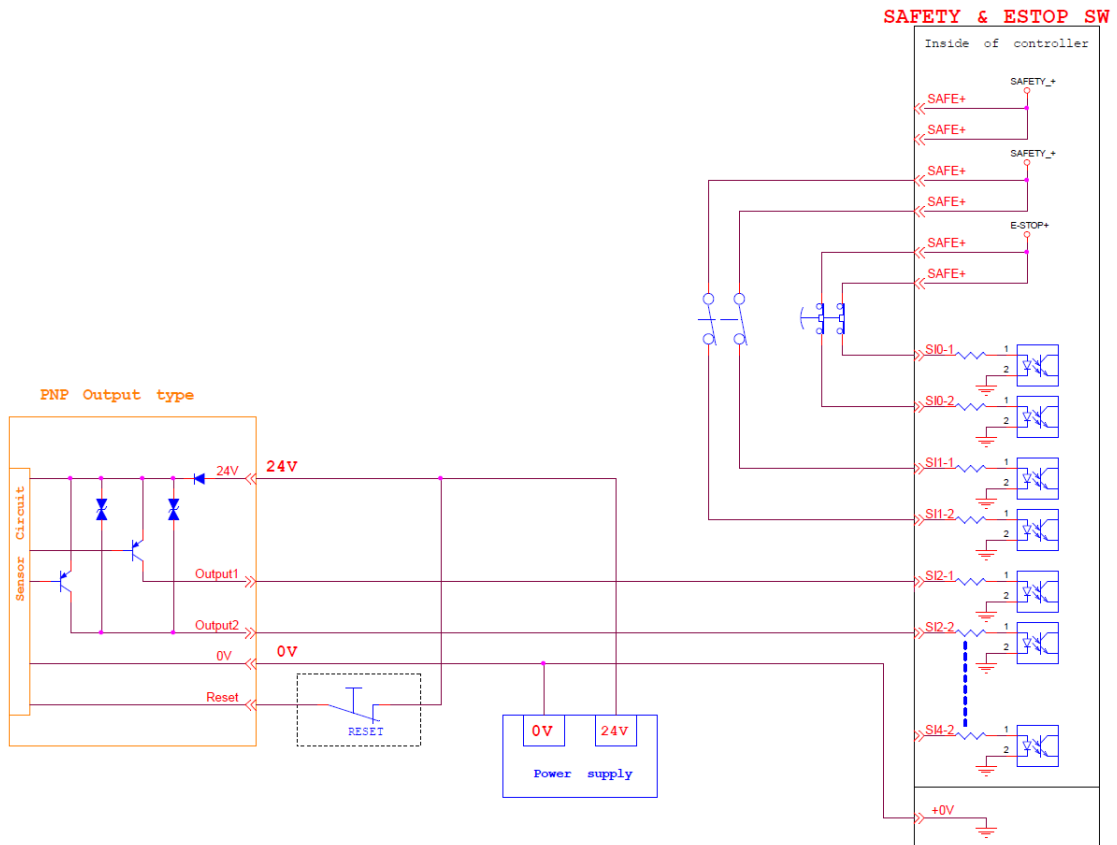 SAFETY & ESTOP SW
Inside of controller
SAFETY_+
SAFE+
SAFE+
SAFETY_+
SAFE+
SAFE+
E-STOP+
SAFE+
SAFE+
SI0-1
1
2
SI0-2
1
2
SI1-1
1
2
SI1-2
1
2
SI2-1
1
2
SI2-2
1
2
SI4-2
1
2
+0V
PNP Output type
Sensor Circuit
24V
24V
Output1
Output2
0V
0V
Reset
RESET
0V
24V
Power supply